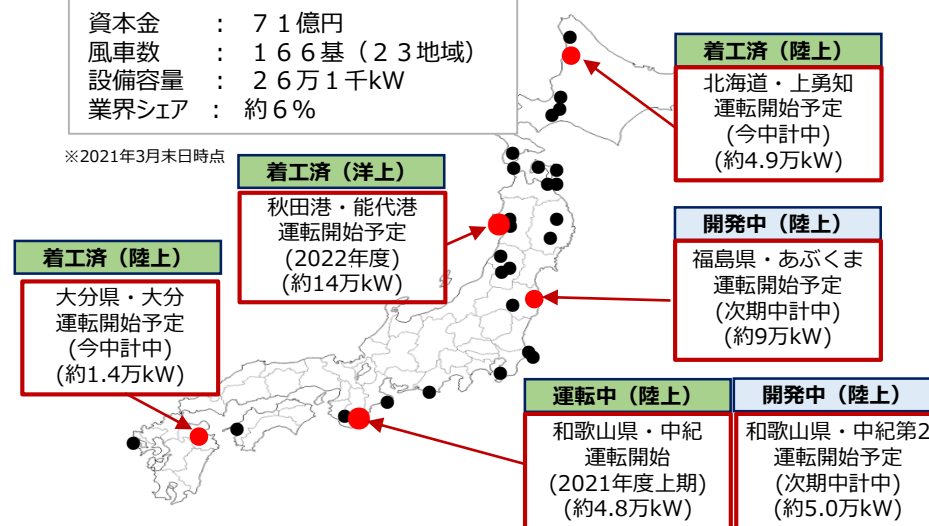 資本金 ： ７１億円
風車数 ： １６６基（２３地域）
設備容量 ： ２６万１千kW
業界シェア ： 約６％
※2021年3月末日時点
着工済（陸上）
北海道・上勇知
運転開始予定
(今中計中)
(約4.9万kW)
着工済（洋上）
秋田港・能代港
運転開始予定
(2022年度)
(約14万kW)
開発中（陸上）
福島県・あぶくま
運転開始予定
(次期中計中)
(約9万kW)
着工済（陸上）
大分県・大分
運転開始予定
(今中計中)
(約1.4万kW)
運転中（陸上）
和歌山県・中紀
運転開始
(2021年度上期)
(約4.8万kW)
開発中（陸上）
和歌山県・中紀第2
運転開始予定
(次期中計中)
(約5.0万kW)